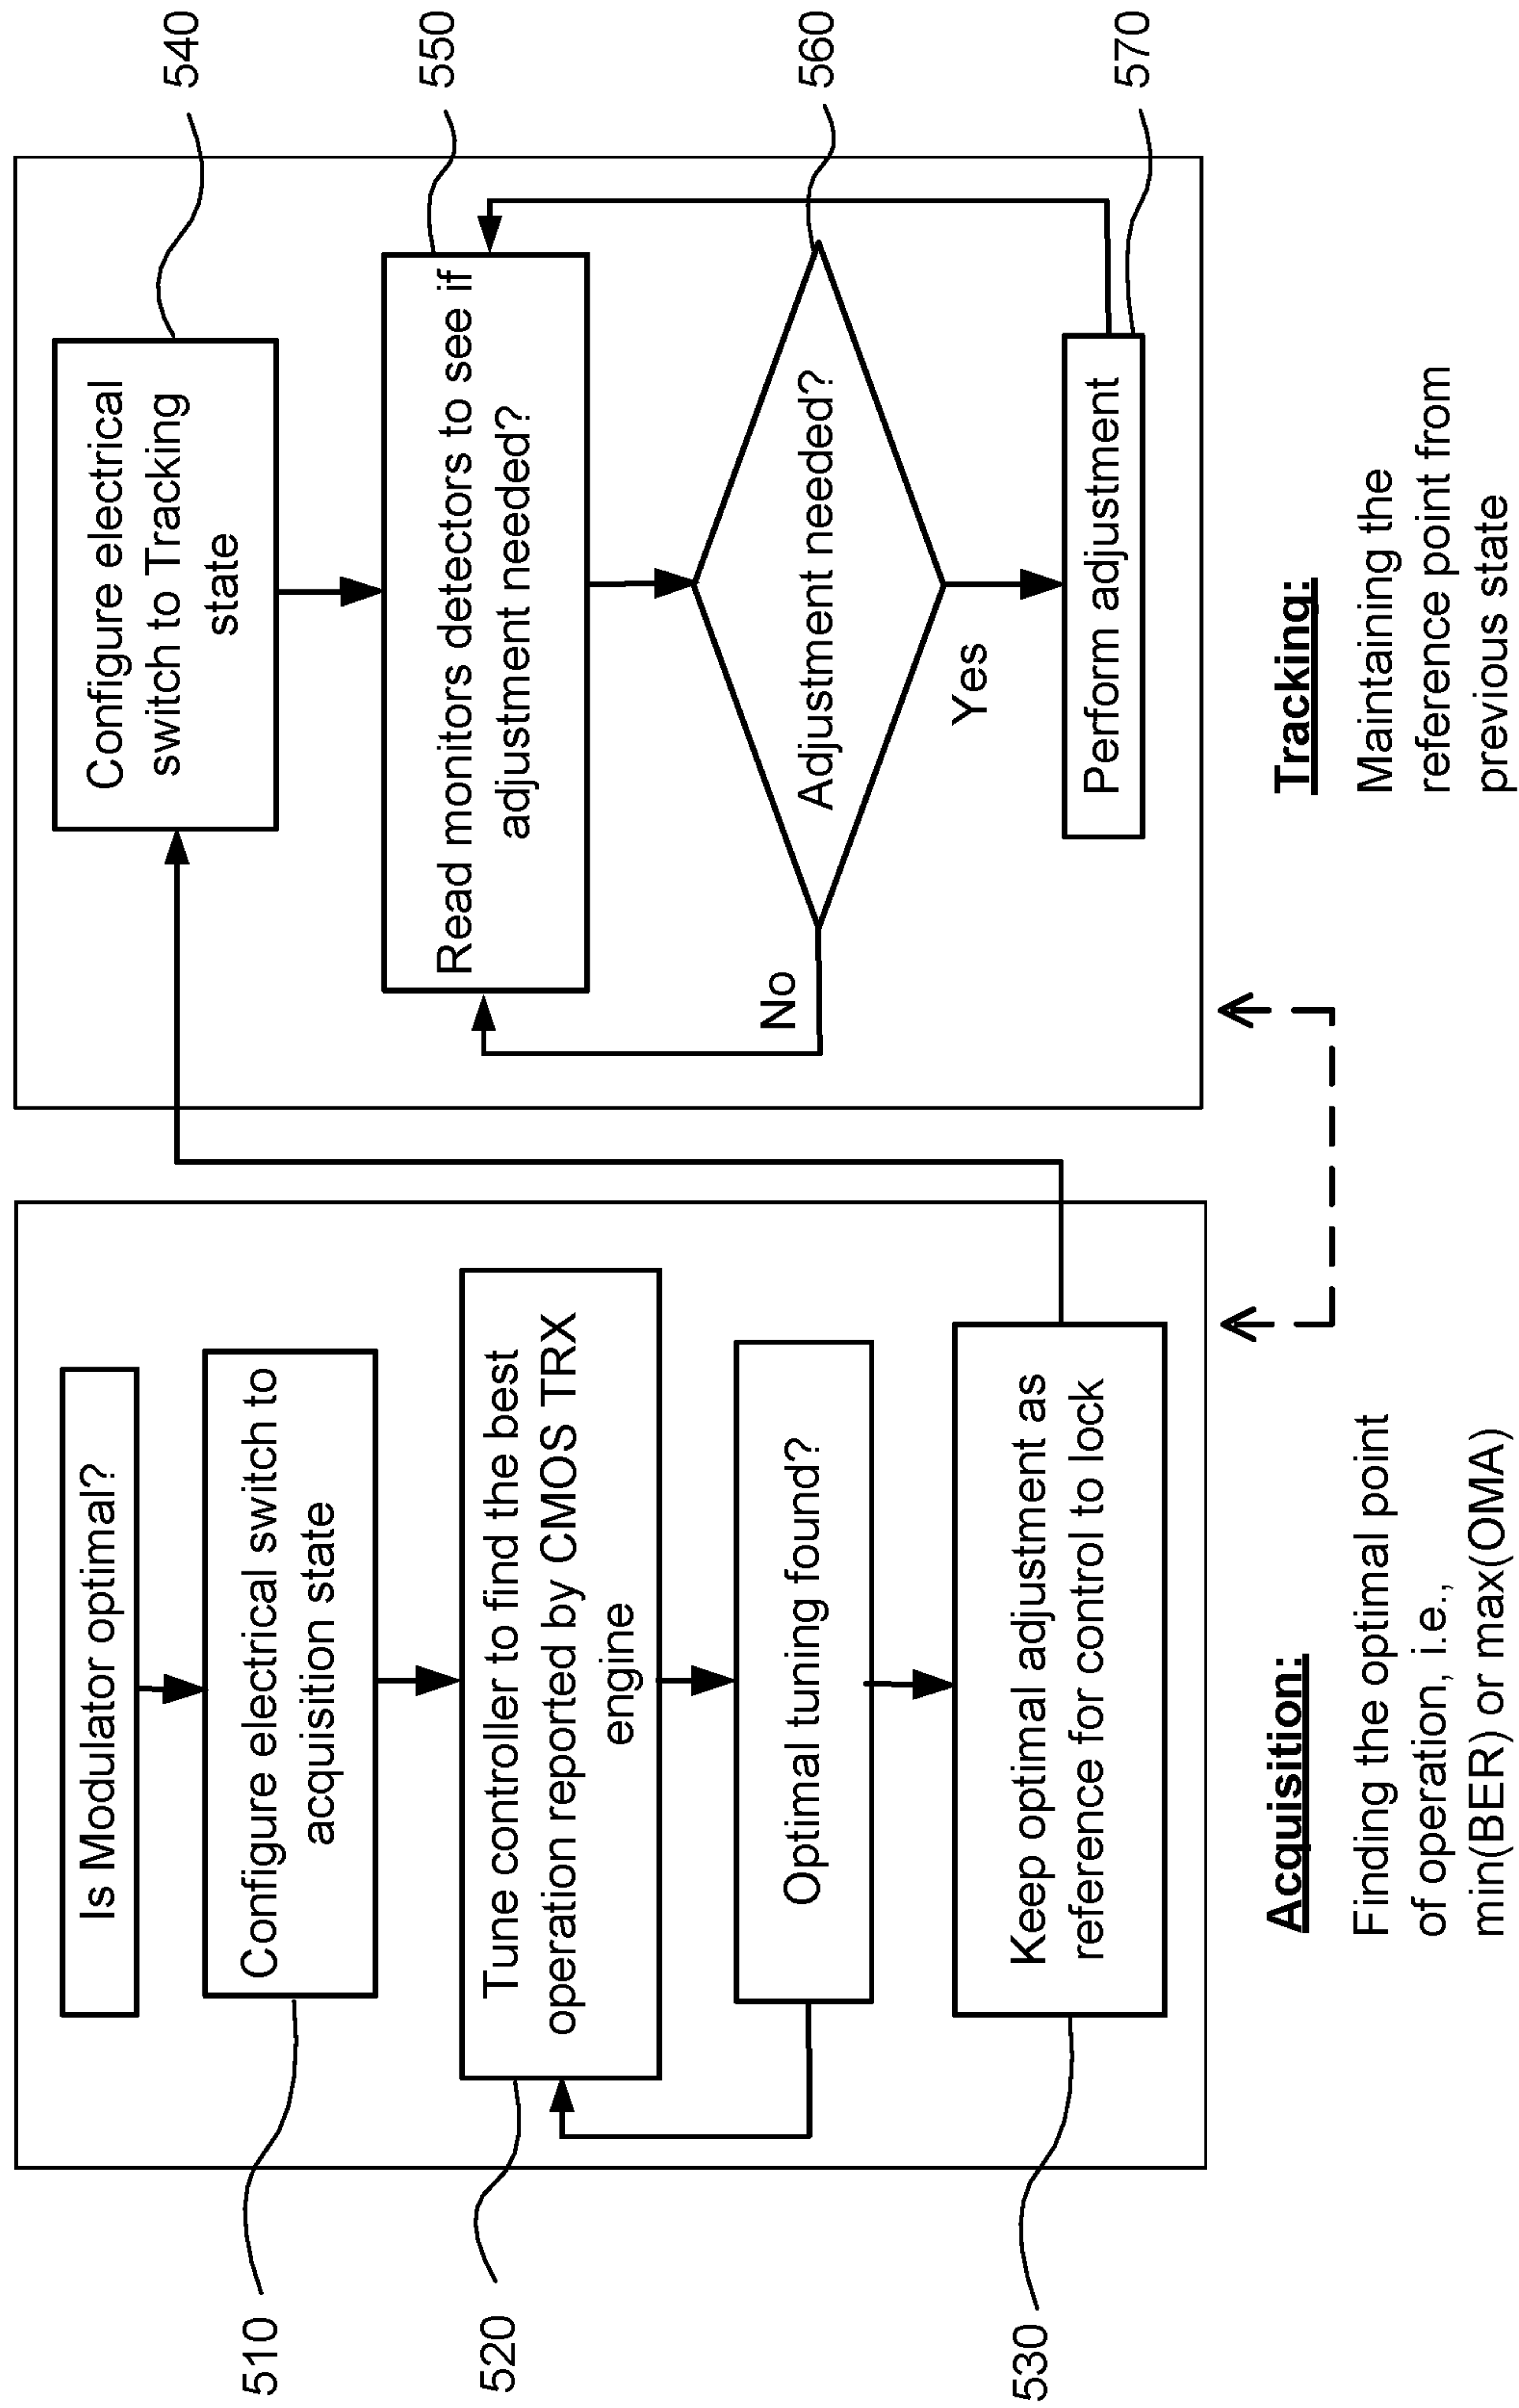 Is Modulator optimal?
510
Configure electrical switch to
acquisition state
520
Tune controller to find the best
operation reported by CMOS TRX
engine
Optimal tuning found?
530
Keep optimal adjustment as
reference for control to lock
Acquisition:
Finding the optimal point
of operation, i.e.,
min(BER) or max(OMA)
540
Configure electrical
switch to Tracking
state
550
Read monitors detectors to see if
adjustment needed?
560
Adjustment needed?
No
Yes
570
Perform adjustment
Tracking:
Maintaining the
reference point from
previous state